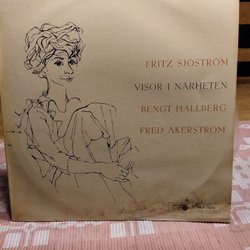 FRITZ SJÖSTRÖM
VISOR I NÄRHETEN
BENGT HALLBERG
FRED ÅKERSTRÖM